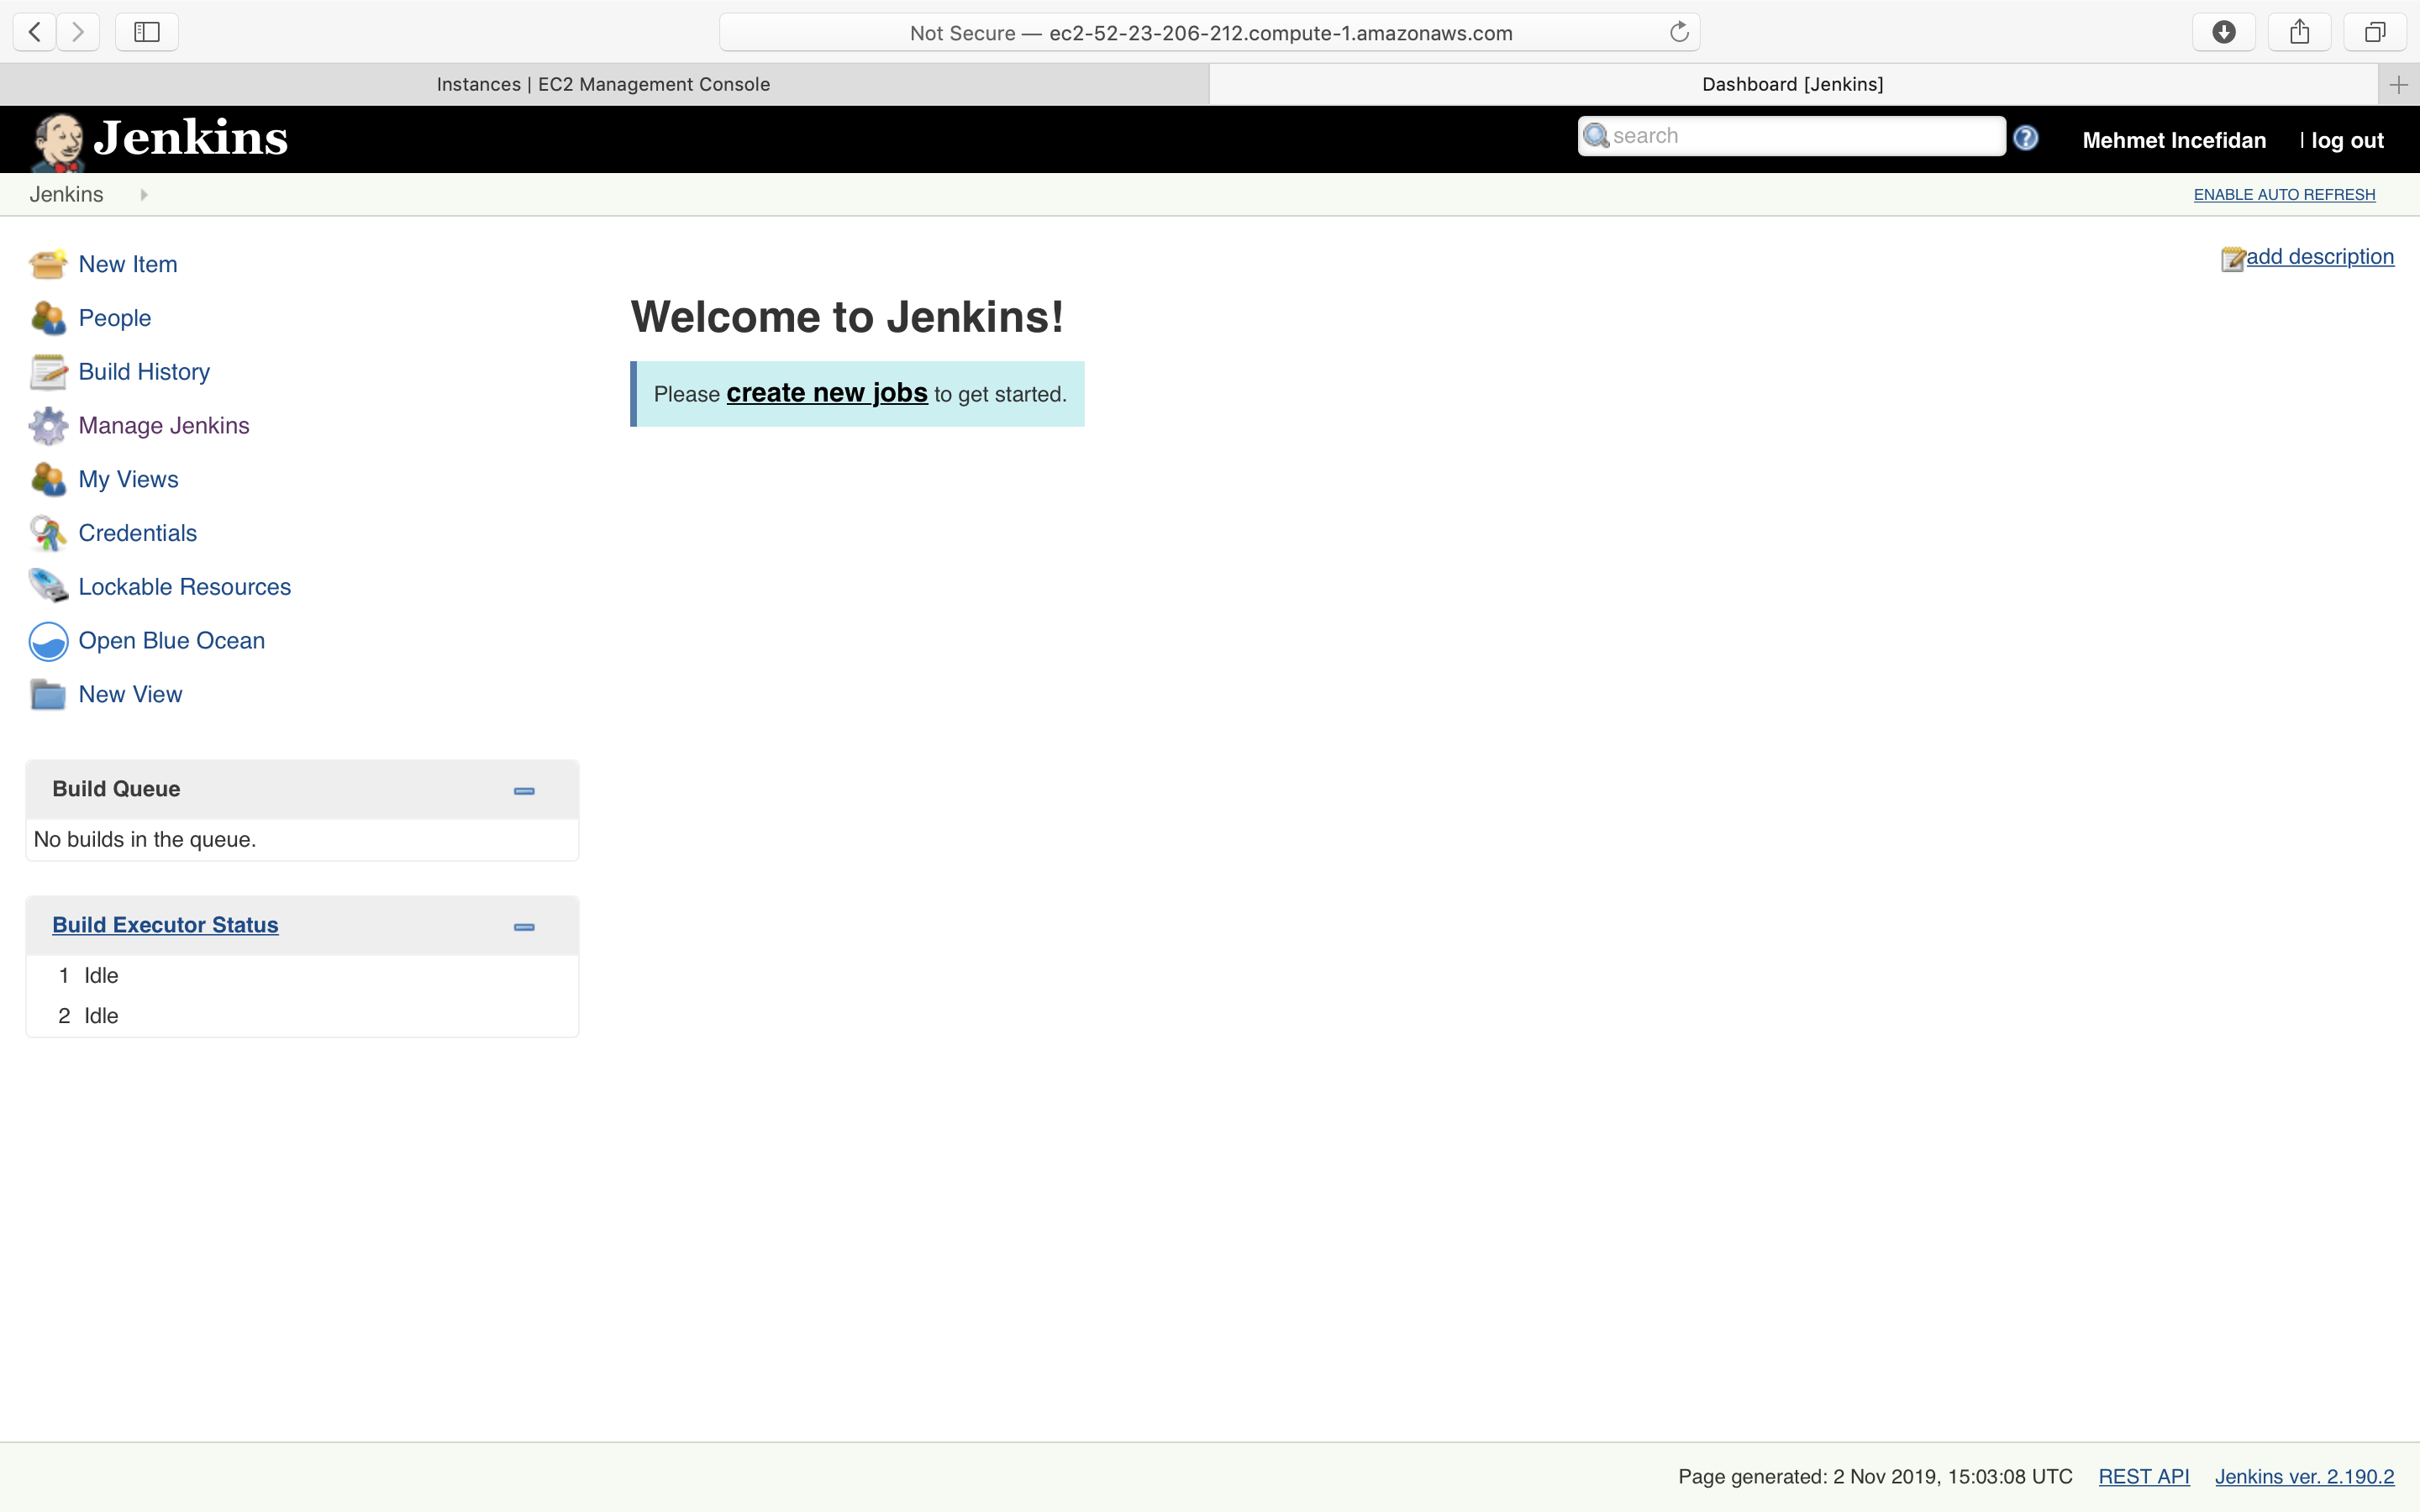 Not Secure — ec2-52-23-206-212.compute-1.amazonaws.com
Instances | EC2 Management Console
Dashboard [Jenkins]
Jenkins
search
Mehmet Incefidan
| log out
Jenkins
ENABLE AUTO REFRESH
New Item
People
Build History
Manage Jenkins
My Views
Credentials
Lockable Resources
Open Blue Ocean
New View
add description
Welcome to Jenkins!
Please create new jobs to get started.
Build Queue
No builds in the queue.
Build Executor Status
1 Idle
2 Idle
Page generated: 2 Nov 2019, 15:03:08 UTC
REST API
Jenkins ver. 2.190.2